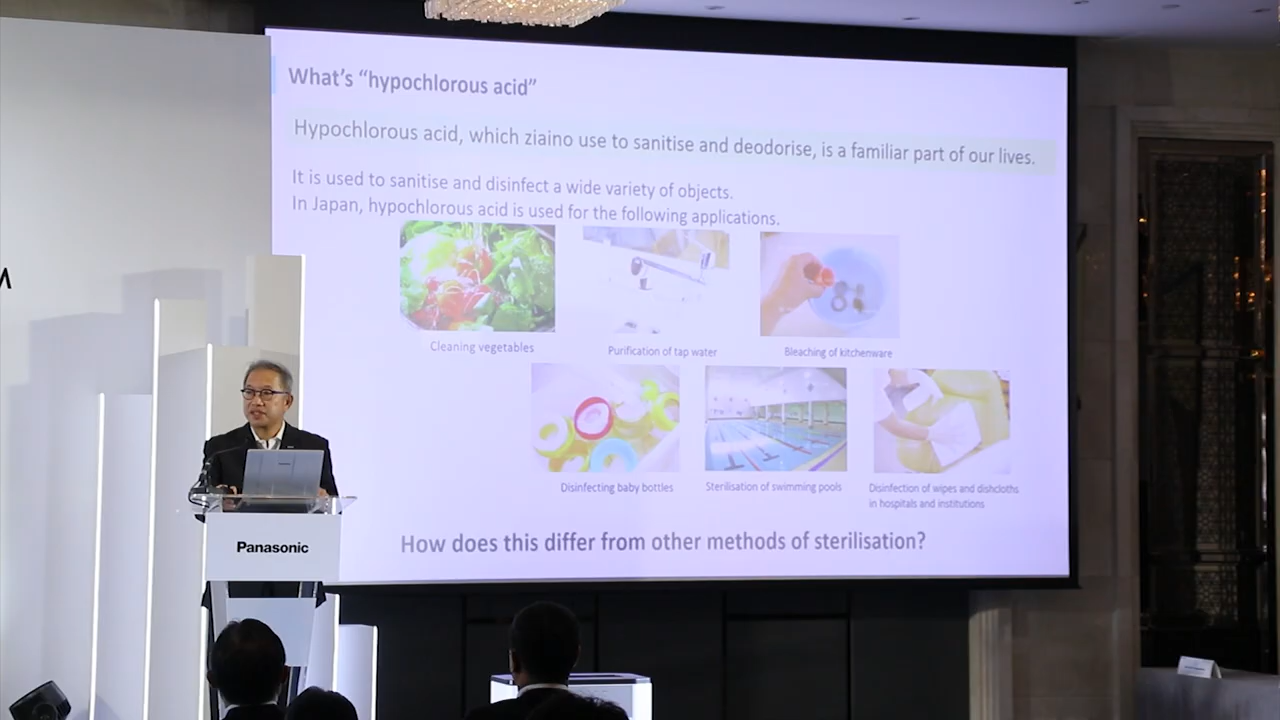 What's "hypochlorous acid"
Hypochlorous acid, which ziaino use to sanitise and deodorise, is a familiar part of our lives.
It is used to sanitise and disinfect a wide variety of objects.
In Japan, hypochlorous acid is used for the following applications.
Cleaning vegetables
Purification of tap water
Bleaching of kitchenware
Disinfecting baby bottles
Sterilisation of swimming pools
Disinfection of wipes and dishcloths
in hospitals and institutions
How does this differ from other methods of sterilisation?
Panasonic